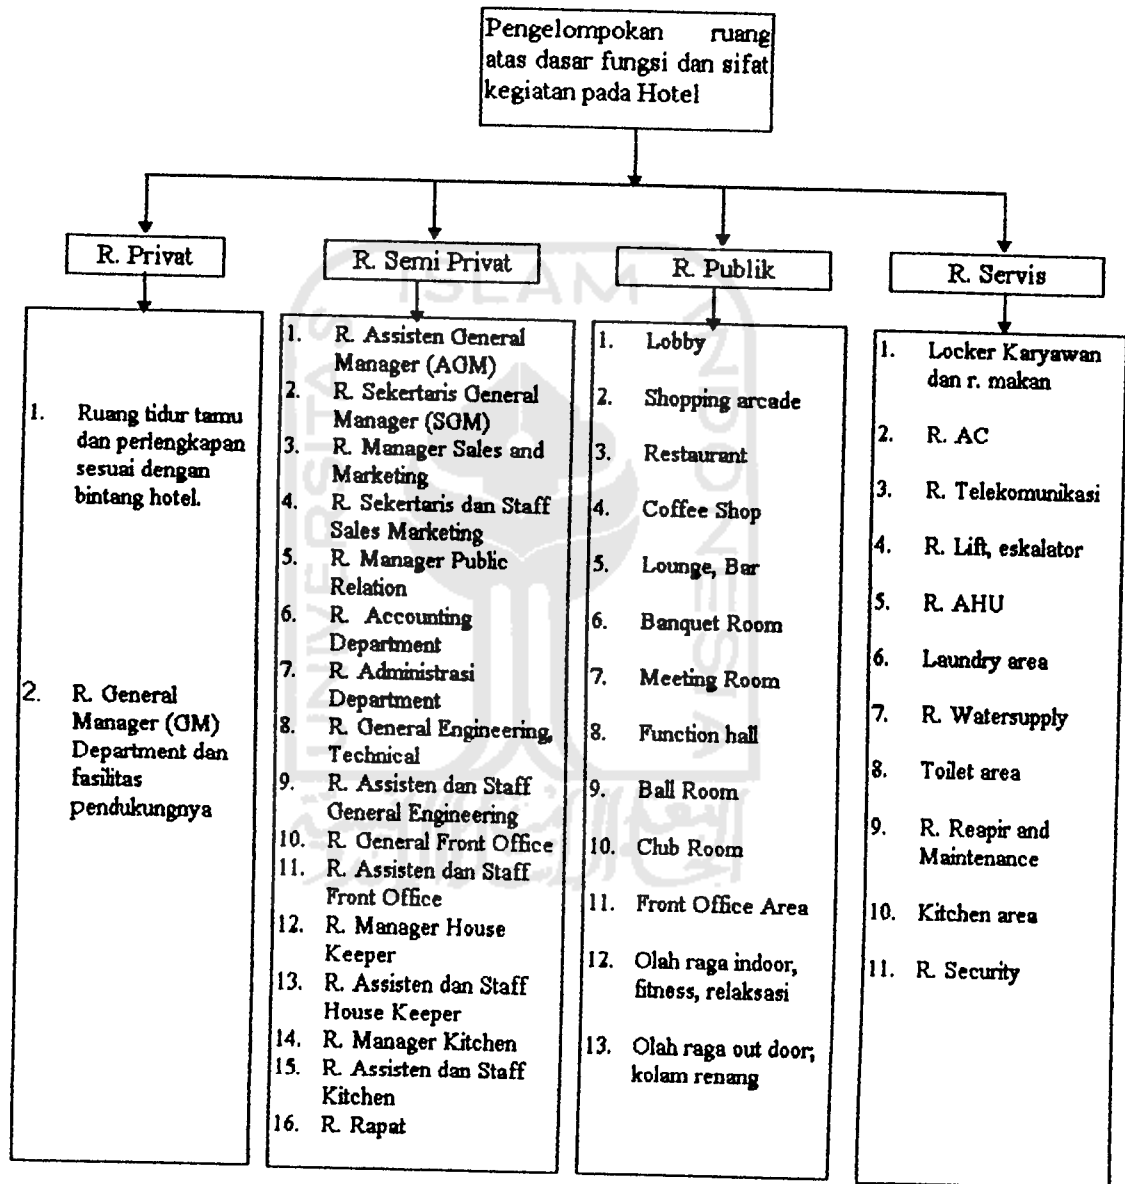 Pengelompokan ruang
atas dasar fungsi dan sifat
kegiatan pada Hotel
R. Privat
R. Semi Privat
R. Publik
R. Servis
1. Ruang tidur tamu
dan perlengkapan
sesuai dengan
bintang hotel.
2. R. General
Manager (GM)
Department dan
fasilitas
pendukungnya
1. R. Assisten General
Manager (AGM)
2. R. Sekertaris General
Manager (SGM)
3. R. Manager Sales and
Marketing
4. R. Sekertaris dan Staff
Sales Marketing
5. R. Manager Public
Relation
6. R. Accounting
Department
7. R. Administrasi
Department
8. R. General Engineering,
Technical
9. R. Assisten dan Staff
General Engineering
10. R. General Front Office
11. R. Assisten dan Staff
Front Office
12. R. Manager House
Keeper
13. R. Assisten dan Staff
House Keeper
14. R. Manager Kitchen
15. R. Assisten dan Staff
Kitchen
16. R. Rapat
1. Lobby
2. Shopping arcade
3. Restaurant
4. Coffee Shop
5. Lounge, Bar
6. Banquet Room
7. Meeting Room
8. Function hall
9. Ball Room
10. Club Room
11. Front Office Area
12. Olah raga indoor,
fitness, relaksasi
13. Olah raga out door,
kolam renang
1. Locker Karyawan
dan r. makan
2. R. AC
3. R. Telekomunikasi
4. R. Lift, eskalator
5. R. AHU
6. Laundry area
7. R. Watersupply
8. Toilet area
9. R. Reapir and
Maintenance
10. Kitchen area
11. R. Security
ISLAM
UNIVERSITAS
INDONESIA